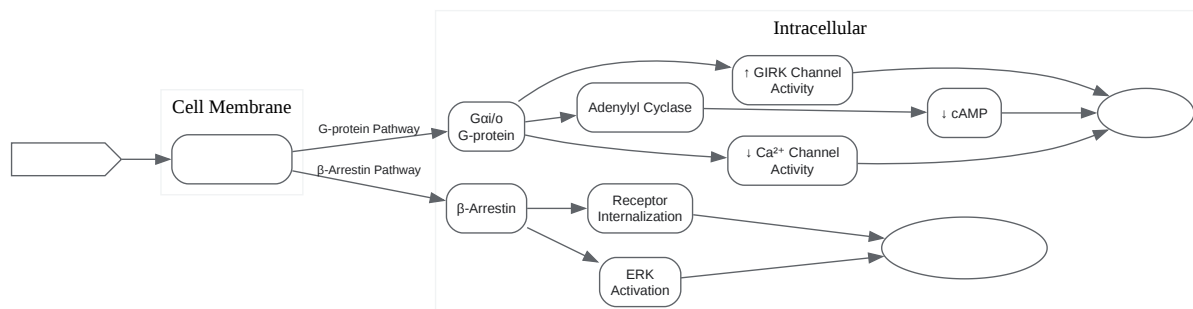 Intracellular
Cell Membrane
G-protein Pathway
β-Arrestin Pathway
Gαi/o
G-protein
Adenylyl Cyclase
↑ GIRK Channel
Activity
↓ cAMP
↓ Ca²⁺ Channel
Activity
β-Arrestin
Receptor
Internalization
ERK
Activation